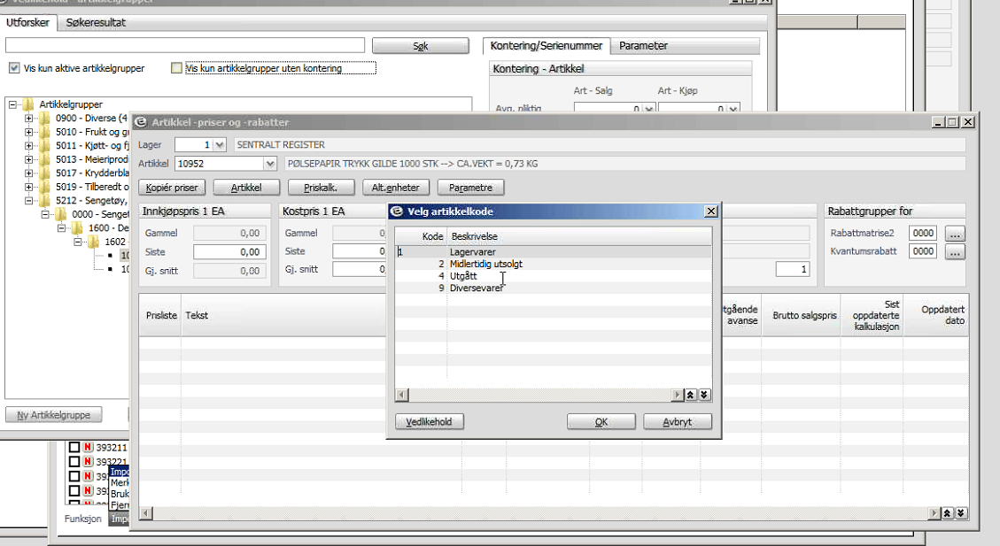 Vedlikehold - artikkelgrupper
Utforsker Søkeresultat
Søk
Kontering/Serienummer Parameter
Vis kun aktive artikkelgrupper Vis kun artikkelgrupper uten kontering
Kontering - Artikkel
Art - Salg Art - Kjøp
Avg. pliktig 0 0
Artikkelgrupper
0900 - Diverse (4
5010 - Frukt og gr
5011 - Kjøtt- og fj
5013 - Meieriprod
5017 - Krydderbla
5019 - Tilberedt o
5212 - Sengetøy,
0000 - Senget
1600 - De
1602 -
10
10
Ny Artikkelgruppe
Artikkel -priser og -rabatter
Lager 1 SENTRALT REGISTER
Artikkel 10952 PØLSEPAPIR TRYKK GILDE 1000 STK --> CA.VEKT = 0,73 KG
Kopiér priser Artikkel Priskalk. Alt.enheter Parametre
Innkjøpspris 1 EA
Gammel 0,00
Siste 0,00
Gj. snitt 0,00
Kostpris 1 EA
Gammel 0
Siste 0,
Gj. snitt 0,
1
Rabattgrupper for
Rabattmatrise2 0000 ...
Kvantumsrabatt 0000 ...
Prisliste Tekst
tgående avanse
Brutto salgspris
Sist oppdaterte kalkulasjon
Oppdatert dato
Velg artikkelkode
Kode Beskrivelse
1 Lagervarer
2 Midlertidig utsolgt
4 Utgått
9 Diversevarer
Vedlikehold OK Avbryt
N 393211
N 393221
N 39
N 39
Impo
Merk
Bruk
Fjern
Funksjon Impo